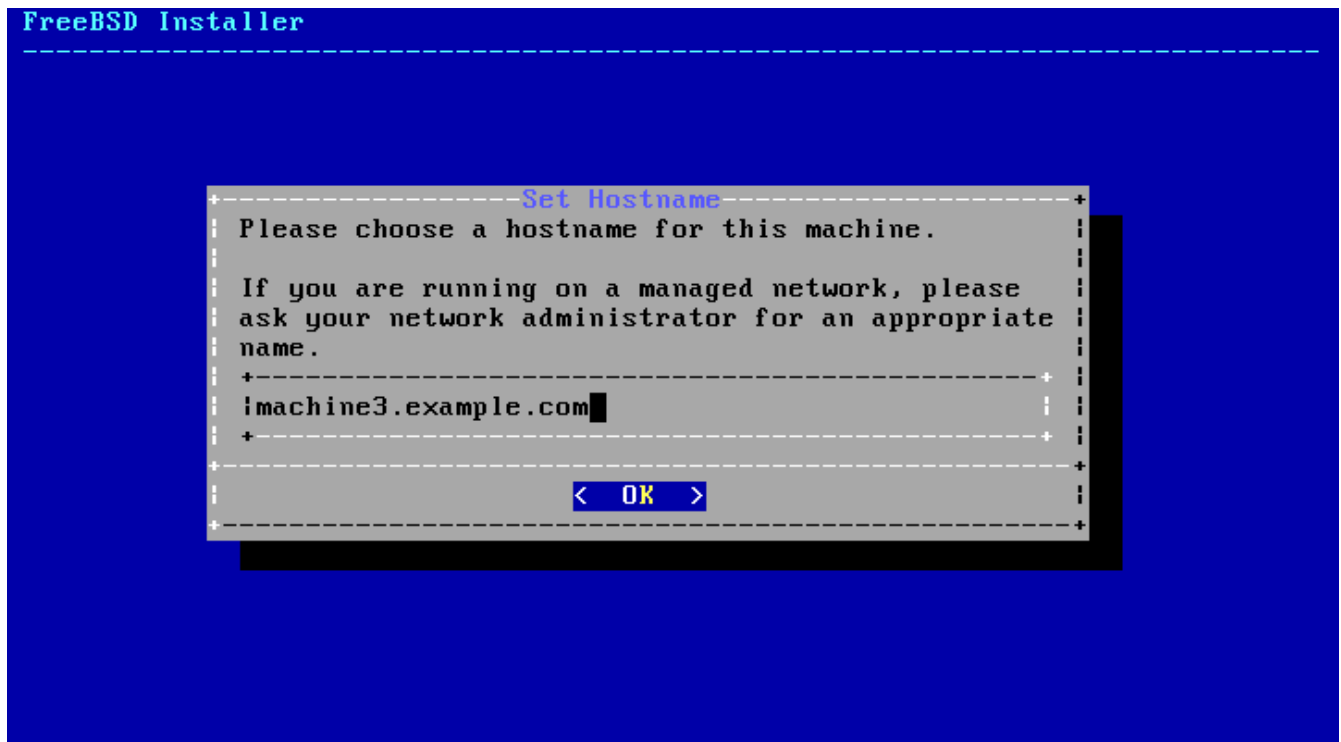 FreeBSD Installer
Set Hostname
Please choose a hostname for this machine.
If you are running on a managed network, please
ask your network administrator for an appropriate
name.
machine3.example.com
< OK >